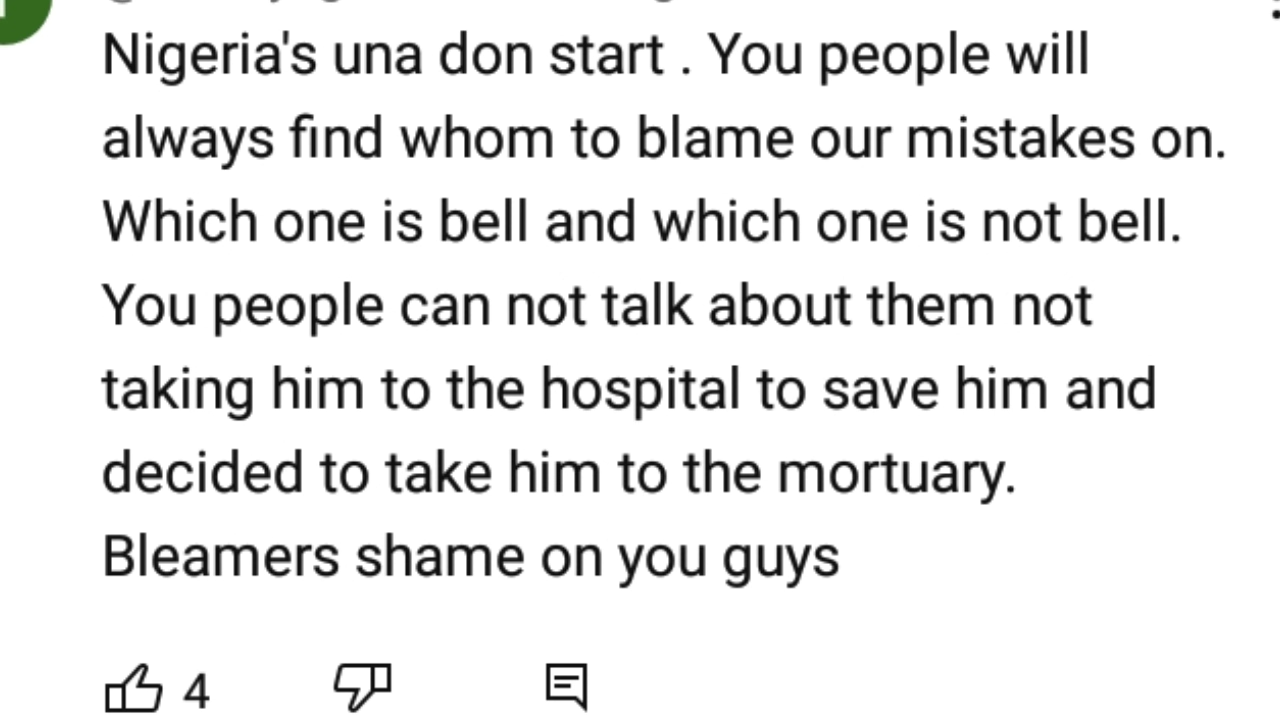 Nigeria's una don start . You people will
always find whom to blame our mistakes on.
Which one is bell and which one is not bell.
You people can not talk about them not
taking him to the hospital to save him and
decided to take him to the mortuary.
Bleamers shame on you guys
4